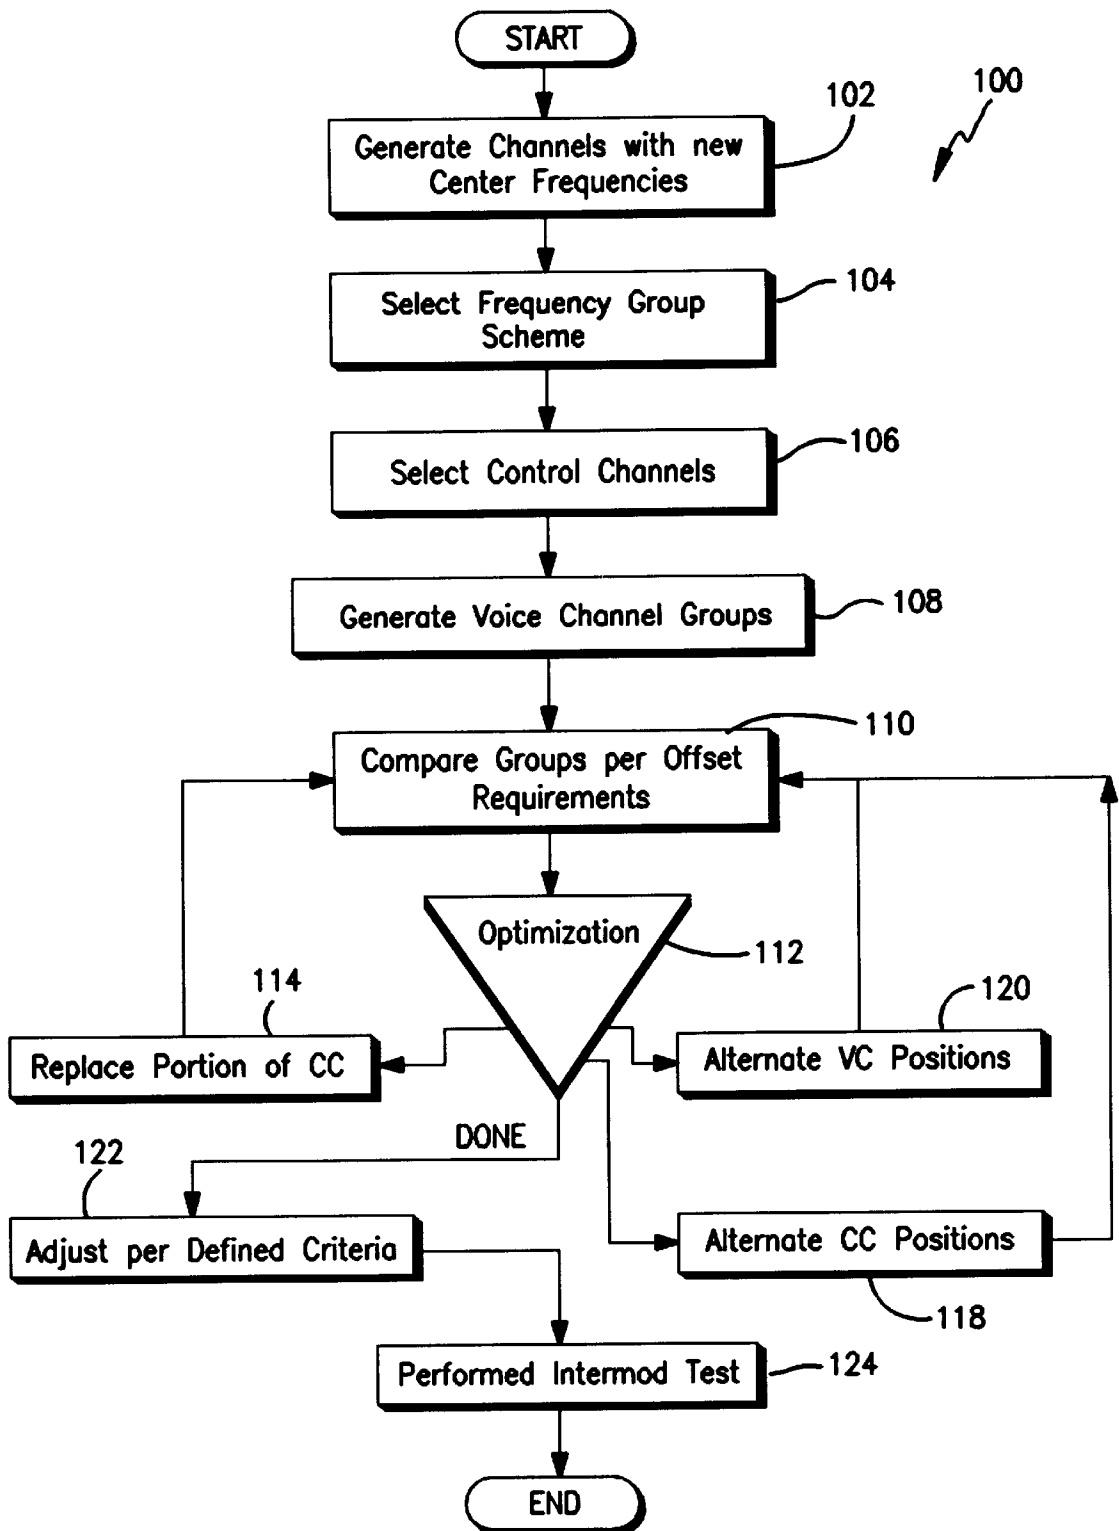 START
100
102
Generate Channels with new
Center Frequencies
104
Select Frequency Group
Scheme
106
Select Control Channels
108
Generate Voice Channel Groups
110
Compare Groups per Offset
Requirements
Optimization
112
114
120
Replace Portion of CC
Alternate VC Positions
DONE
122
Adjust per Defined Criteria
Alternate CC Positions
118
Performed Intermod Test
124
END